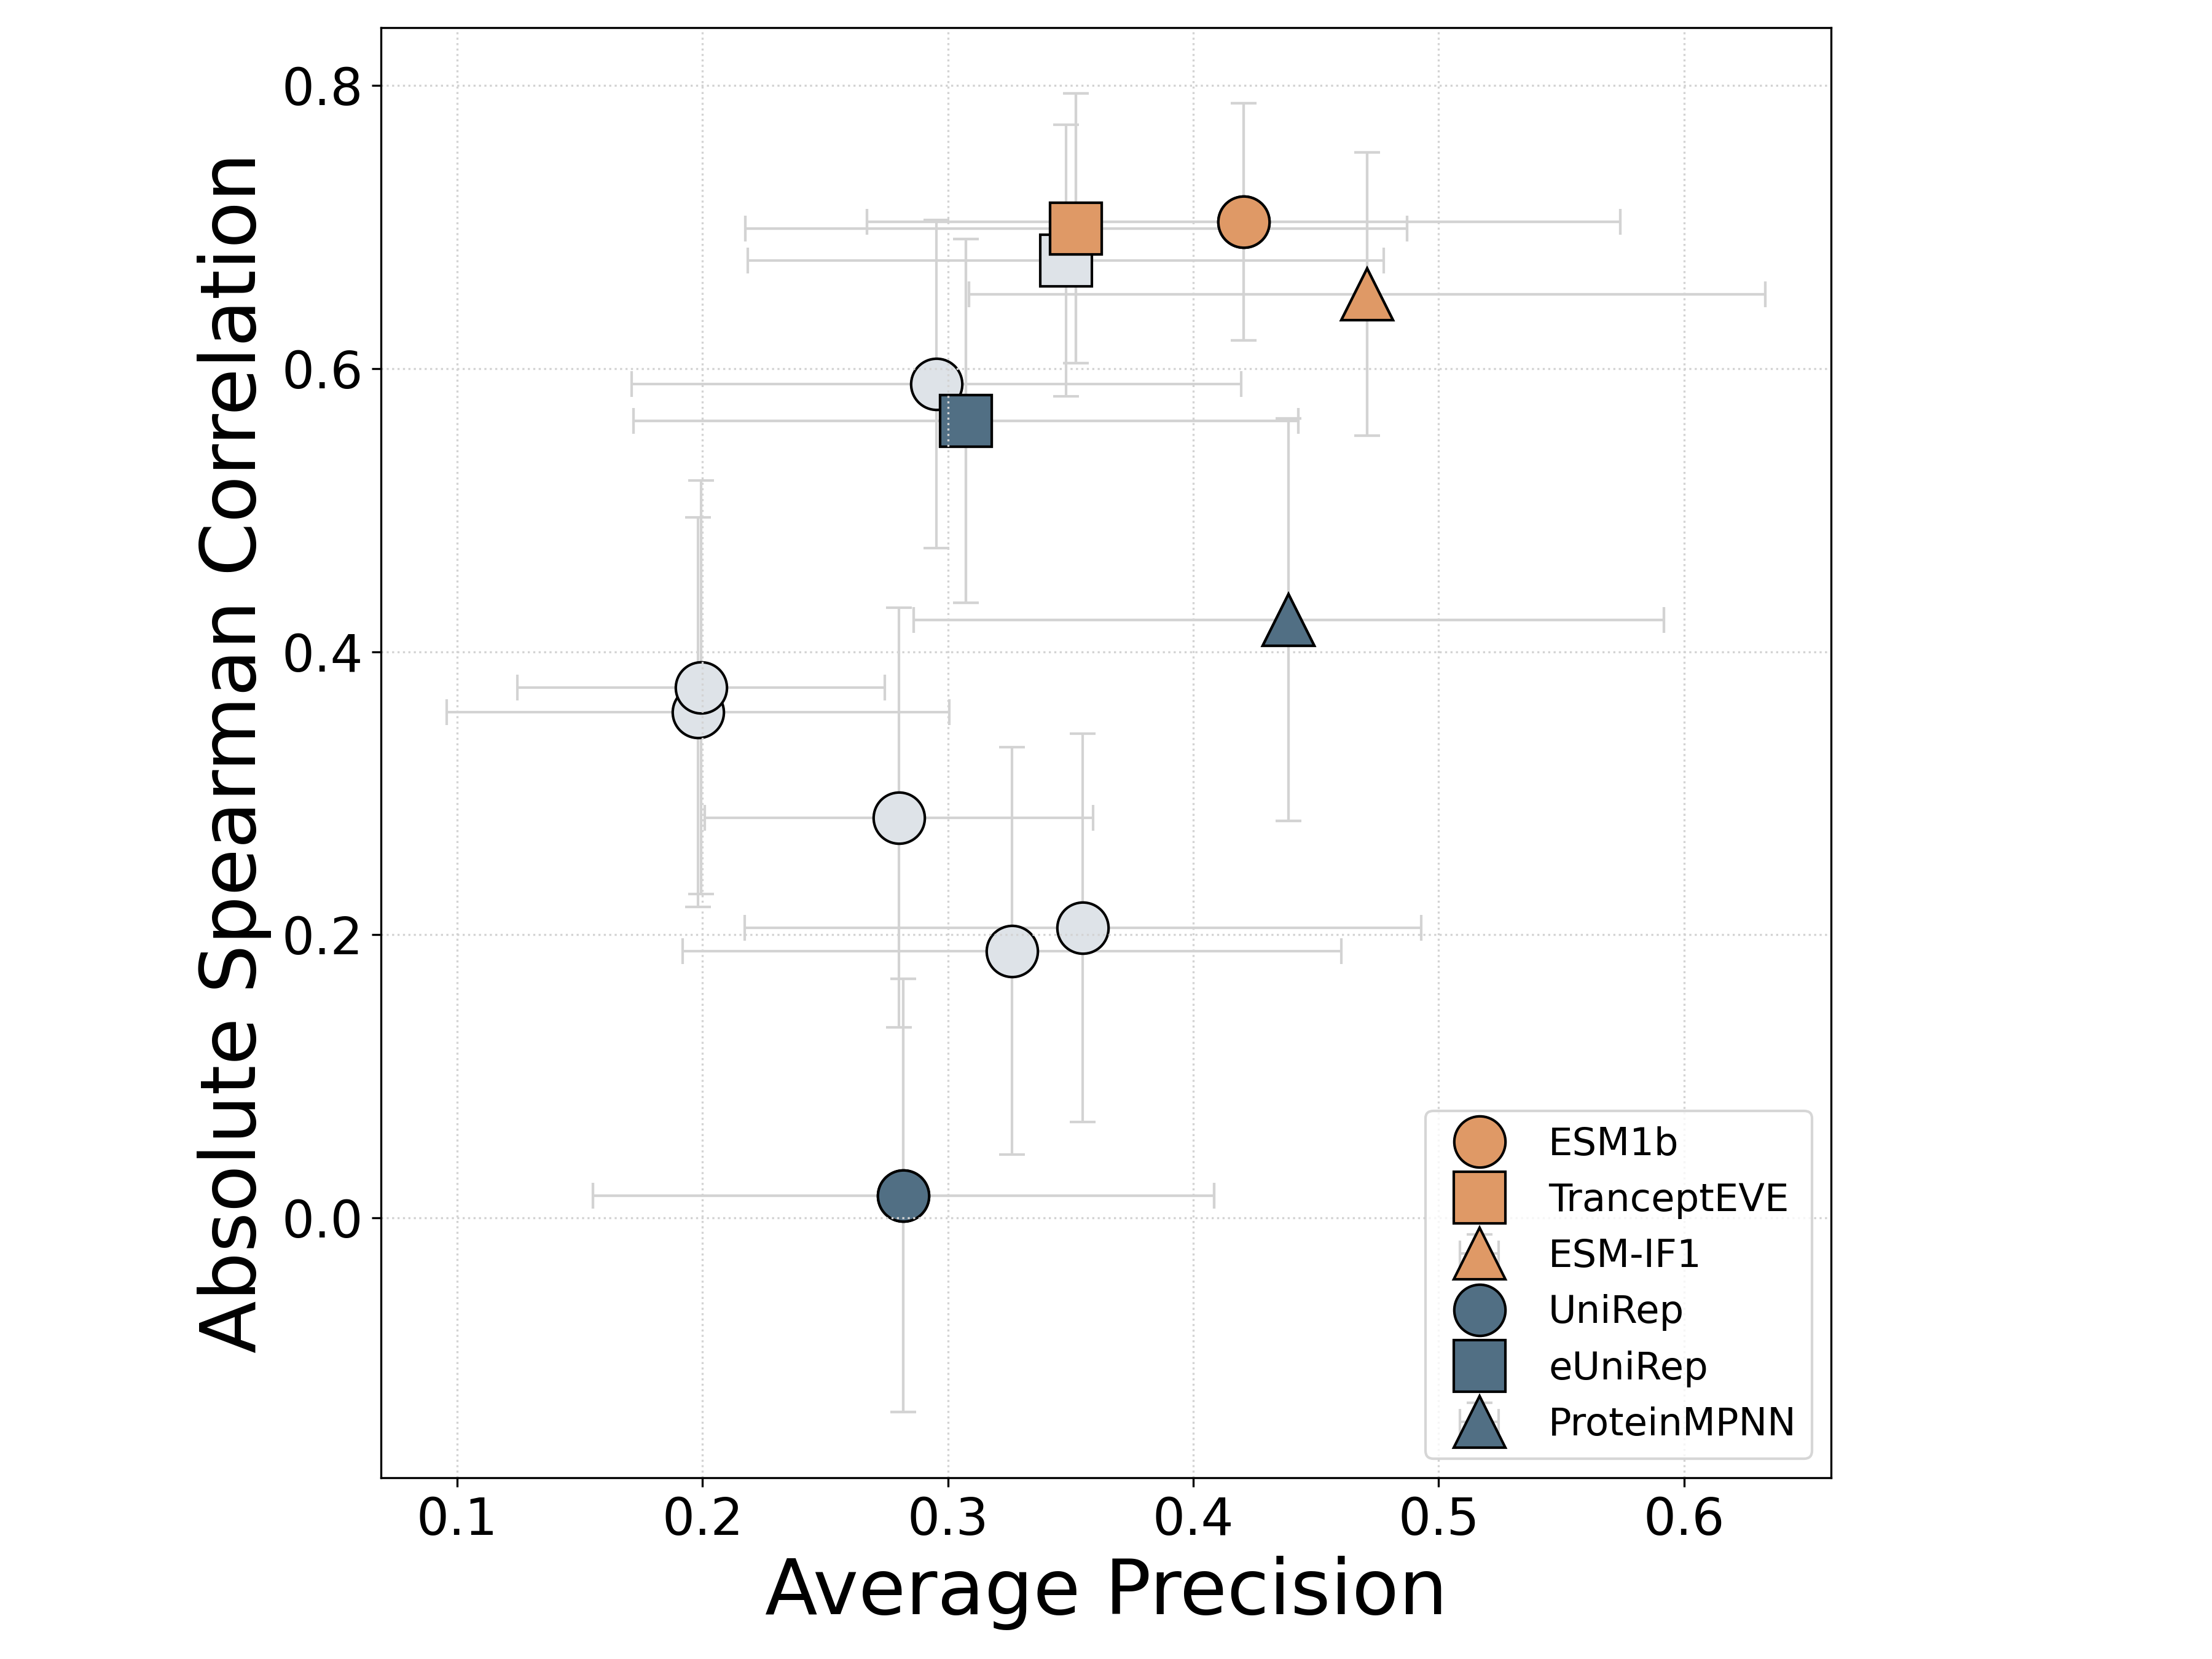 Absolute Spearman Correlation
0.8
0.6
0.4
0.2
0.0
ESM1b
TranceptEVE
ESM-IF1
UniRep
eUniRep
ProteinMPNN
0.1 0.2 0.3 0.4 0.5 0.6
Average Precision